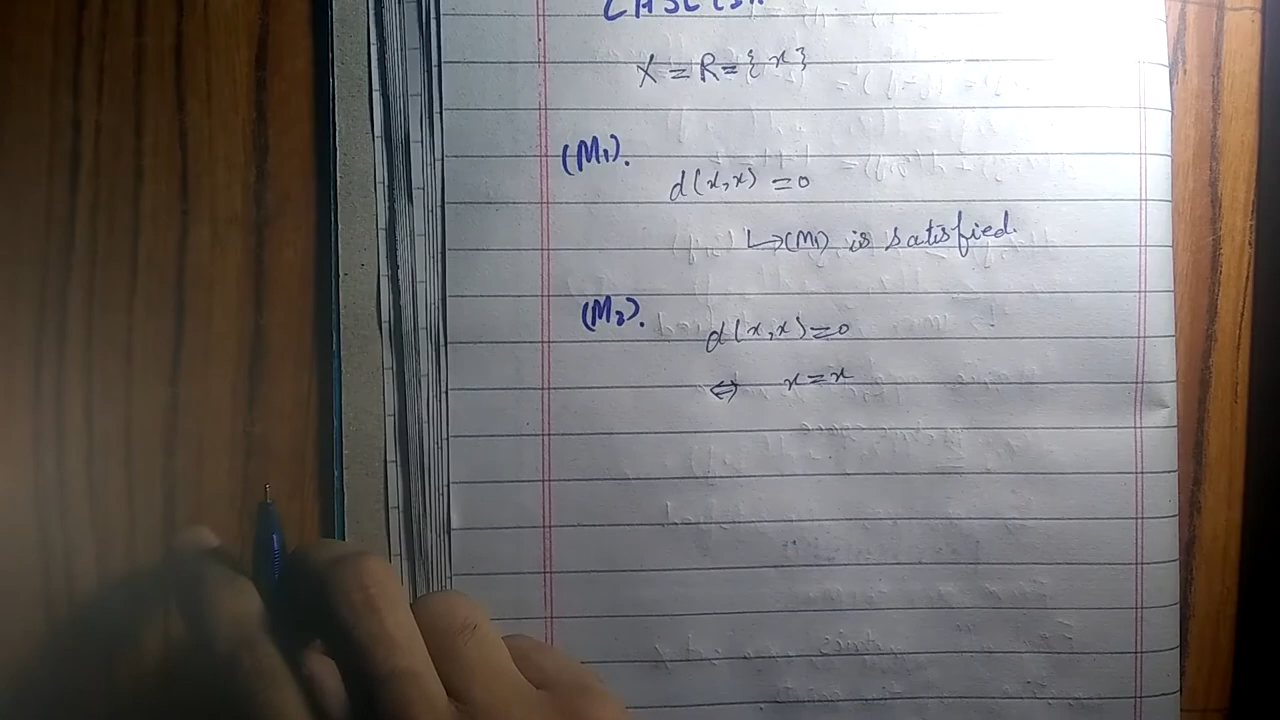 X = R = {x}
(M1).
d(x,x) = 0
↳ (M1) is satisfied.
(M2).
d(x,x) = 0
⇔ x = x